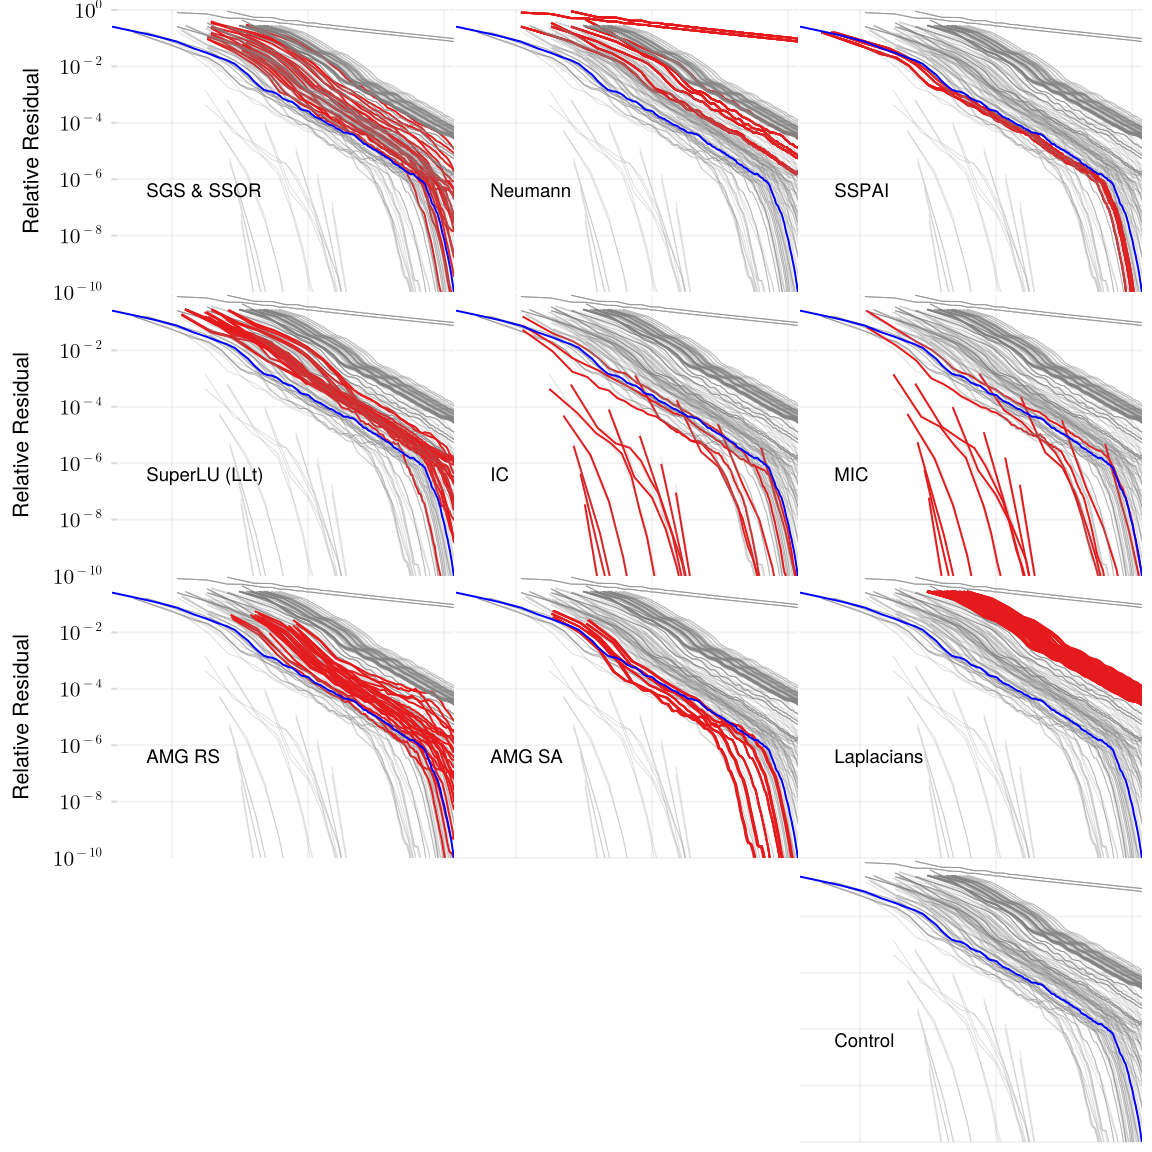 10^0
10^-2
10^-4
10^-6
10^-8
10^-10
Relative Residual
SGS & SSOR
Neumann
SSPAI
10^-2
10^-4
10^-6
10^-8
10^-10
Relative Residual
SuperLU (LLt)
IC
MIC
10^-2
10^-4
10^-6
10^-8
10^-10
Relative Residual
AMG RS
AMG SA
Laplacians
Control